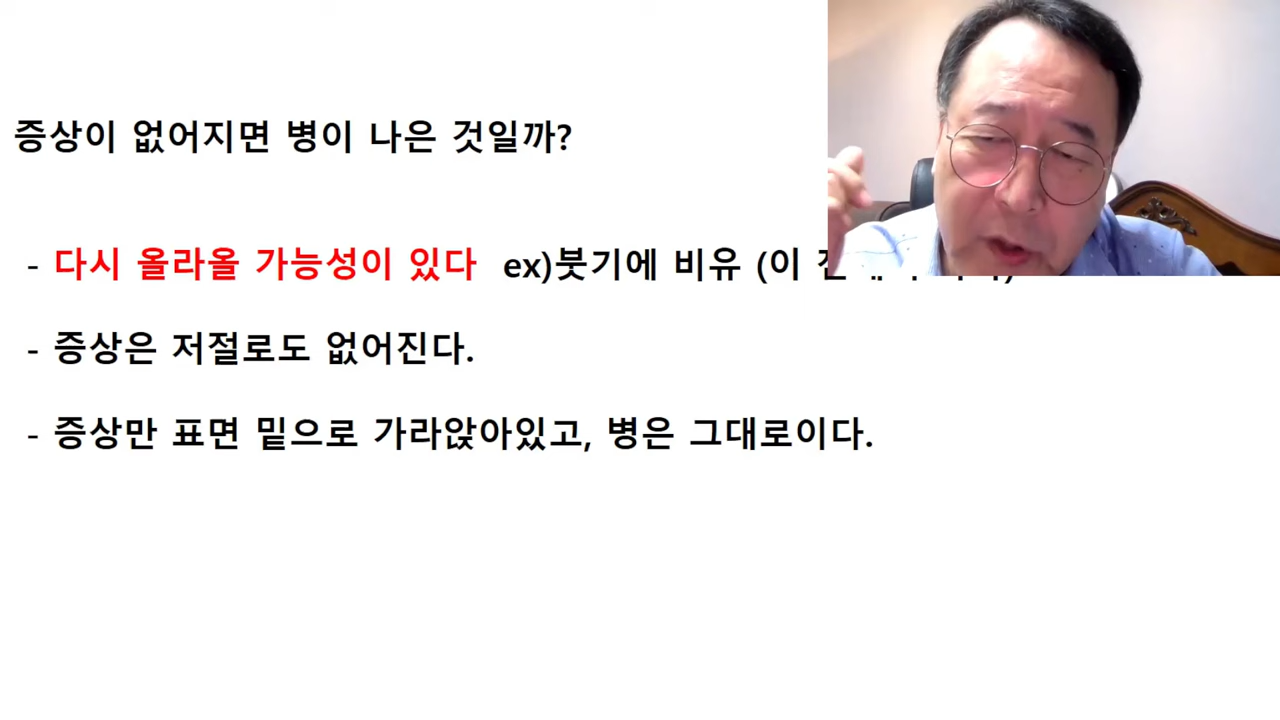 증상이 없어지면 병이 나은 것일까?
- 다시 올라올 가능성이 있다 ex)붓기에 비유 (이
- 증상은 저절로도 없어진다.
- 증상만 표면 밑으로 가라앉아있고, 병은 그대로이다.